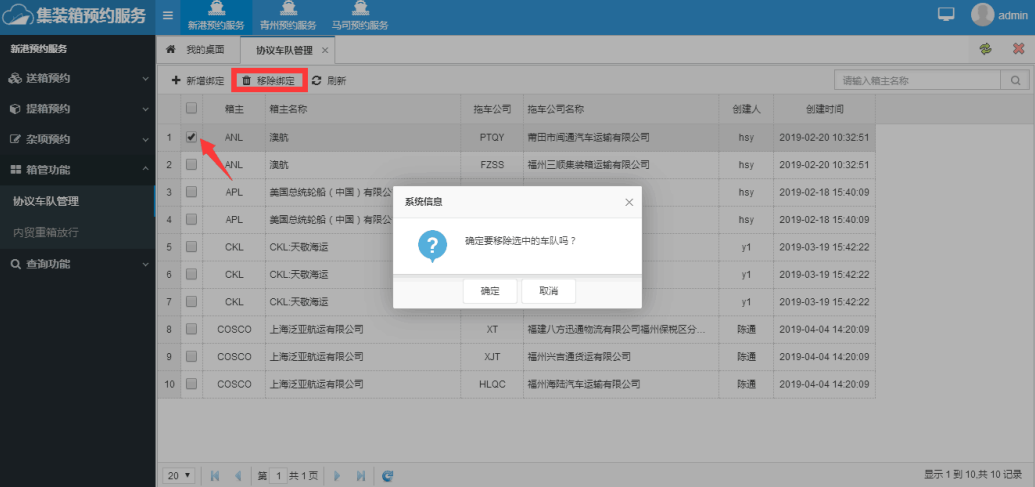 集装箱预约服务
新港预约服务 青州预约服务 马司预约服务
admin
新港预约服务
送箱预约
提箱预约
杂项预约
箱管功能
协议车队管理
内贸重箱放行
查询功能
我的桌面 协议车队管理 ×
新增绑定 移除绑定 刷新 请输入箱主名称
箱主 箱主名称 拖车公司 拖车公司名称 创建人 创建时间
1 ANL 澳航 PTQY 莆田市闽通汽车运输有限公司 hsy 2019-02-20 10:32:51
2 ANL 澳航 FZSS 福州三顺集装箱运输有限公司 hsy 2019-02-20 10:32:51
3 APL 美国总统轮船（中国）有限公 hsy 2019-02-18 15:40:09
4 APL 美国总统轮船（中国）有限公 hsy 2019-02-18 15:40:09
5 CKL CKL:天敬海运 y1 2019-03-19 15:42:22
6 CKL CKL:天敬海运 y1 2019-03-19 15:42:22
7 CKL CKL:天敬海运 y1 2019-03-19 15:42:22
8 COSCO 上海泛亚航运有限公司 XT 福建八方迅通物流有限公司福州保税区分... 陈通 2019-04-04 14:20:09
9 COSCO 上海泛亚航运有限公司 XJT 福州兴吉通货运有限公司 陈通 2019-04-04 14:20:09
10 COSCO 上海泛亚航运有限公司 HLQC 福州海陆汽车运输有限公司 陈通 2019-04-04 14:20:09
系统信息 ×
确定要移除选中的车队吗？
确定 取消
20 第 1 共 1 页 显示 1 到 10,共 10 记录